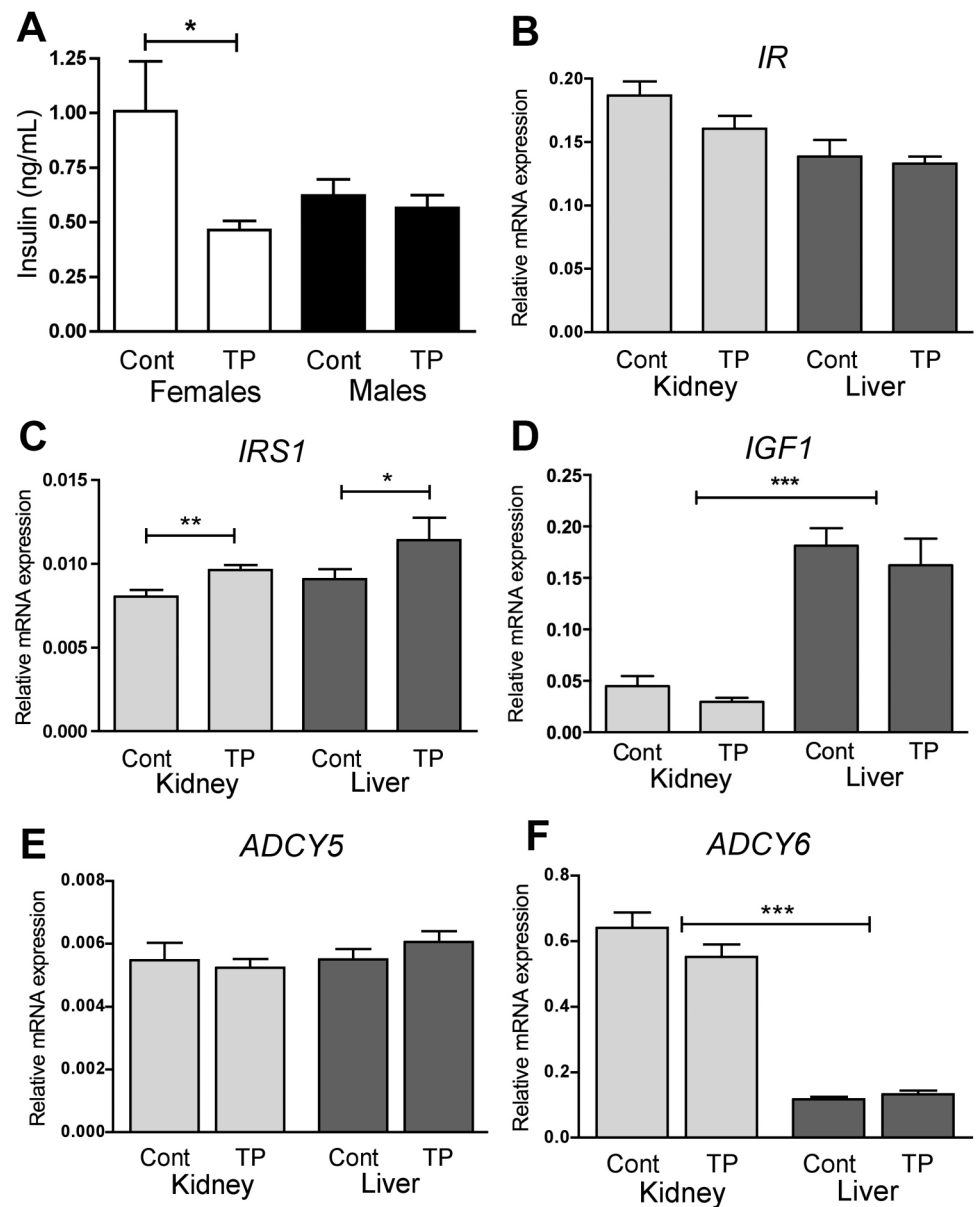 A
*
Insulin (ng/mL)
1.25
1.00
0.75
0.50
0.25
0.00
Cont TP Cont TP
Females Males
B
IR
Relative mRNA expression
0.20
0.15
0.10
0.05
0.00
Cont TP Cont TP
Kidney Liver
C
IRS1
Relative mRNA expression
0.015
0.010
0.005
0.000
**
*
Cont TP Cont TP
Kidney Liver
D
IGF1
Relative mRNA expression
0.25
0.20
0.15
0.10
0.05
0.00
***
Cont TP Cont TP
Kidney Liver
E
ADCY5
Relative mRNA expression
0.008
0.006
0.004
0.002
0.000
Cont TP Cont TP
Kidney Liver
F
ADCY6
Relative mRNA expression
0.8
0.6
0.4
0.2
0.0
***
Cont TP Cont TP
Kidney Liver